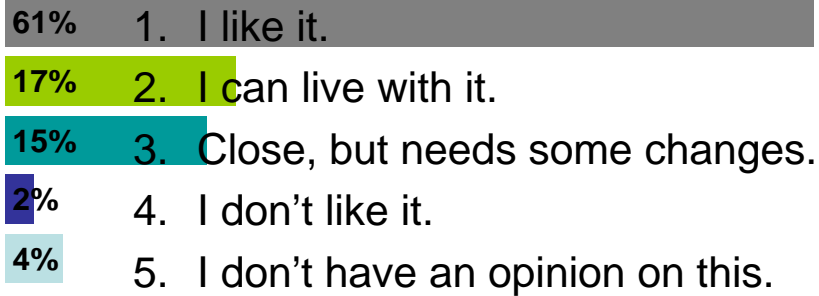 61% 1. I like it.
17% 2. I can live with it.
15% 3. Close, but needs some changes.
2% 4. I don’t like it.
4% 5. I don’t have an opinion on this.